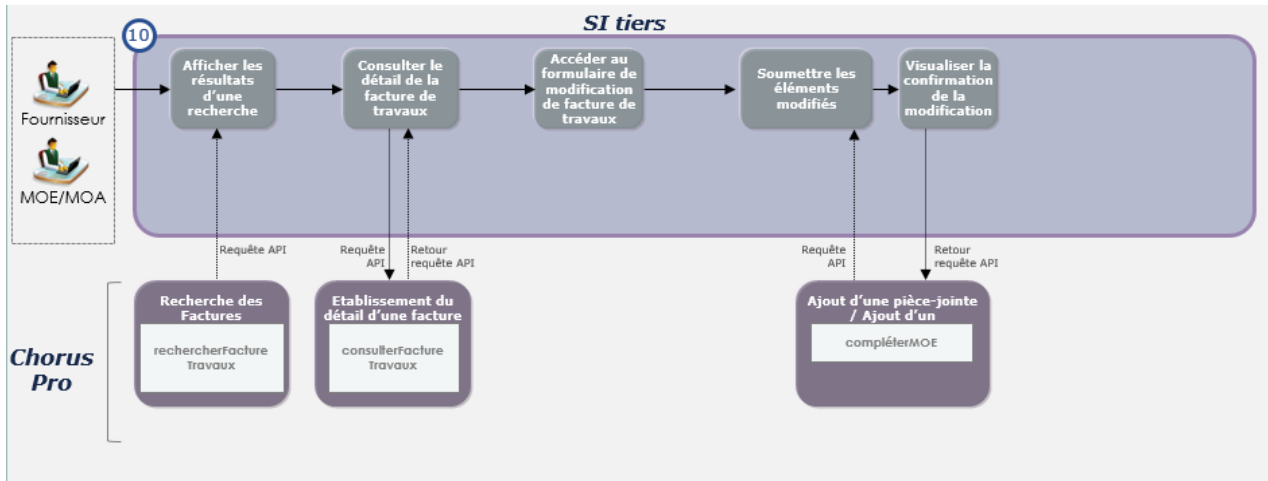 SI tiers
10
Fournisseur
MOE/MOA
Afficher les
résultats
d'une
recherche
Consulter le
détail de la
facture de
travaux
Accéder au
formulaire de
modification
de facture de
travaux
Soumettre les
éléments
modifiés
Visualiser la
confirmation
de la
modification
Requête API
Requête
API
Retour
requête API
Requête
API
Retour
requête API
Chorus
Pro
Recherche des
Factures
rechercherFacture
Travaux
Etablissement du
détail d'une facture
consulterFacture
Travaux
Ajout d'une pièce-jointe
/ Ajout d'un
compléterMOE